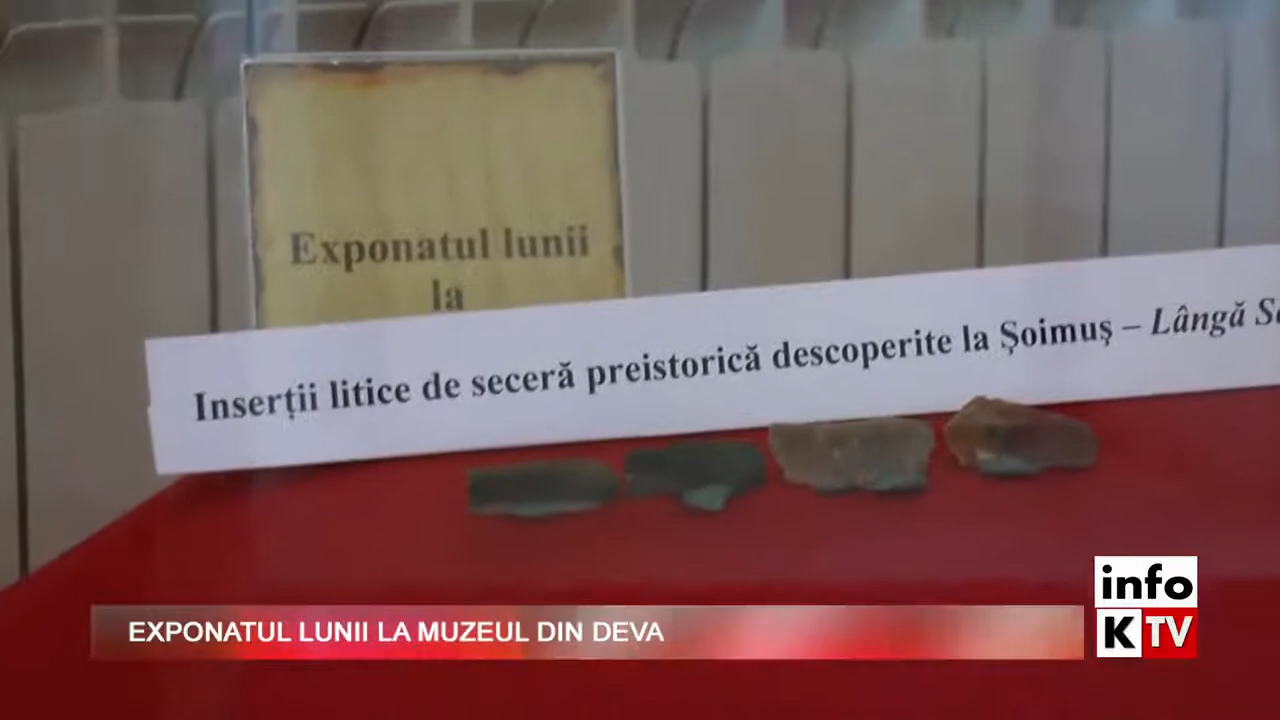 Exponatul lunii
la
Inserții litice de seceră preistorică descoperite la Șoimuș – Lângă
EXPONATUL LUNII LA MUZEUL DIN DEVA
info
K TV